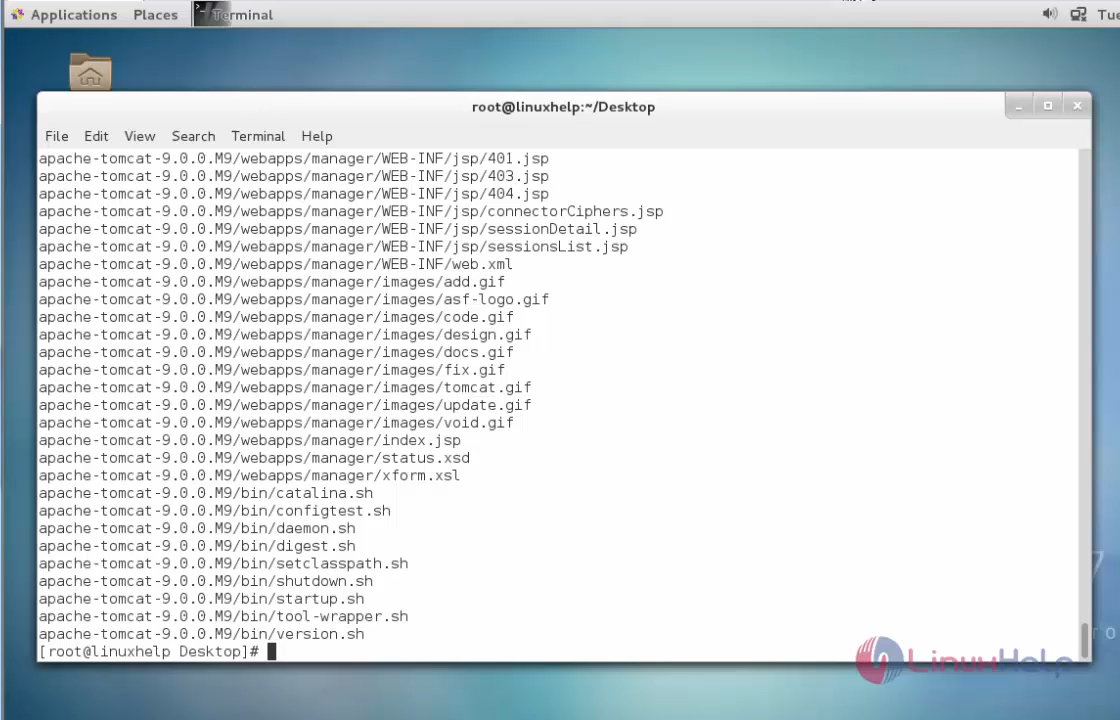 Applications Places Terminal Tue
root@linuxhelp:~/Desktop
File Edit View Search Terminal Help
apache-tomcat-9.0.0.M9/webapps/manager/WEB-INF/jsp/401.jsp
apache-tomcat-9.0.0.M9/webapps/manager/WEB-INF/jsp/403.jsp
apache-tomcat-9.0.0.M9/webapps/manager/WEB-INF/jsp/404.jsp
apache-tomcat-9.0.0.M9/webapps/manager/WEB-INF/jsp/connectorCiphers.jsp
apache-tomcat-9.0.0.M9/webapps/manager/WEB-INF/jsp/sessionDetail.jsp
apache-tomcat-9.0.0.M9/webapps/manager/WEB-INF/jsp/sessionsList.jsp
apache-tomcat-9.0.0.M9/webapps/manager/WEB-INF/web.xml
apache-tomcat-9.0.0.M9/webapps/manager/images/add.gif
apache-tomcat-9.0.0.M9/webapps/manager/images/asf-logo.gif
apache-tomcat-9.0.0.M9/webapps/manager/images/code.gif
apache-tomcat-9.0.0.M9/webapps/manager/images/design.gif
apache-tomcat-9.0.0.M9/webapps/manager/images/docs.gif
apache-tomcat-9.0.0.M9/webapps/manager/images/fix.gif
apache-tomcat-9.0.0.M9/webapps/manager/images/tomcat.gif
apache-tomcat-9.0.0.M9/webapps/manager/images/update.gif
apache-tomcat-9.0.0.M9/webapps/manager/images/void.gif
apache-tomcat-9.0.0.M9/webapps/manager/index.jsp
apache-tomcat-9.0.0.M9/webapps/manager/status.xsd
apache-tomcat-9.0.0.M9/webapps/manager/xform.xsl
apache-tomcat-9.0.0.M9/bin/catalina.sh
apache-tomcat-9.0.0.M9/bin/configtest.sh
apache-tomcat-9.0.0.M9/bin/daemon.sh
apache-tomcat-9.0.0.M9/bin/digest.sh
apache-tomcat-9.0.0.M9/bin/setclasspath.sh
apache-tomcat-9.0.0.M9/bin/shutdown.sh
apache-tomcat-9.0.0.M9/bin/startup.sh
apache-tomcat-9.0.0.M9/bin/tool-wrapper.sh
apache-tomcat-9.0.0.M9/bin/version.sh
[root@linuxhelp Desktop]#
7
LinuxHelp